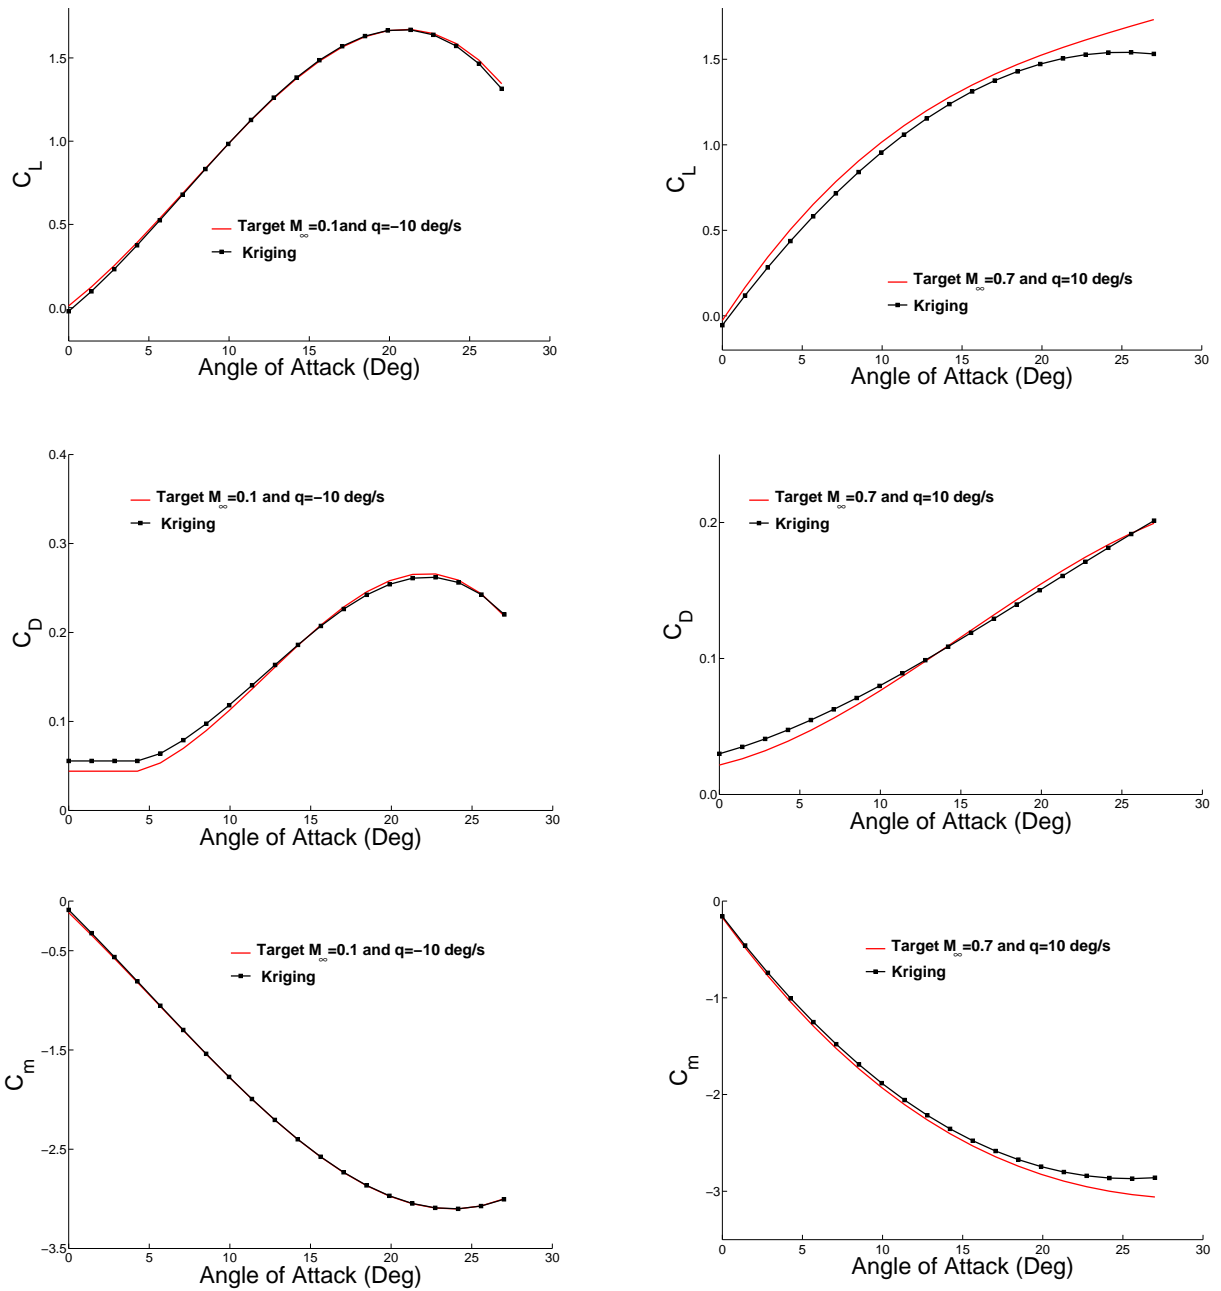 1.5
1.0
0.5
0.0
C_L
Target M_∞=0.1and q=−10 deg/s
Kriging
0 5 10 15 20 25 30
Angle of Attack (Deg)
1.5
1.0
0.5
0.0
C_L
Target M_∞=0.7 and q=10 deg/s
Kriging
0 5 10 15 20 25 30
Angle of Attack (Deg)
0.4
0.3
0.2
0.1
0
C_D
Target M_∞=0.1 and q=−10 deg/s
Kriging
0 5 10 15 20 25 30
Angle of Attack (Deg)
0.2
0.1
0.0
C_D
Target M_∞=0.7 and q=10 deg/s
Kriging
0 5 10 15 20 25 30
Angle of Attack (Deg)
0
−0.5
−1.5
−2.5
−3.5
C_m
Target M_∞=0.1 and q=−10 deg/s
Kriging
0 5 10 15 20 25 30
Angle of Attack (Deg)
0
−1
−2
−3
C_m
Target M_∞=0.7 and q=10 deg/s
Kriging
0 5 10 15 20 25 30
Angle of Attack (Deg)